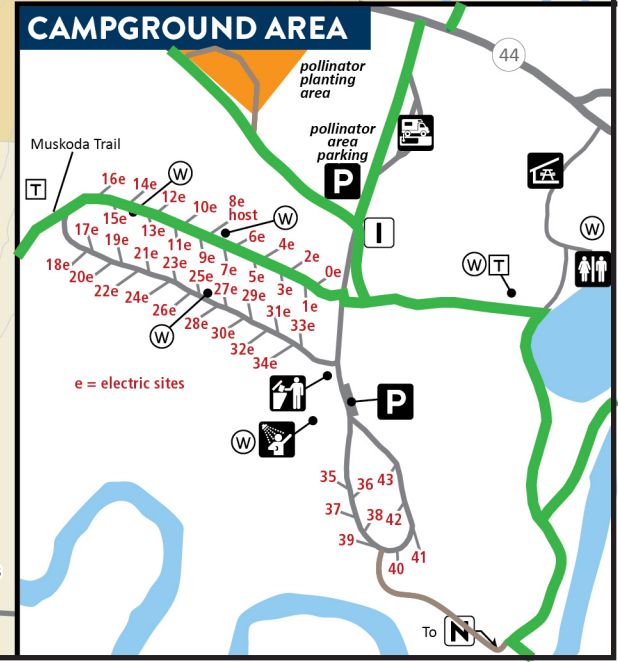 CAMPGROUND AREA
44
pollinator
planting
area
pollinator
area
parking
P
Muskoda Trail
T
W
16e
14e
12e
10e
8e
host
W
6e
4e
2e
0e
I
W
W T
15e
13e
11e
9e
7e
5e
3e
1e
17e
19e
21e
23e
25e
27e
29e
31e
33e
18e
20e
22e
24e
26e
28e
30e
32e
34e
W
e = electric sites
P
W
35
36
43
37
38
42
39
40
41
To N